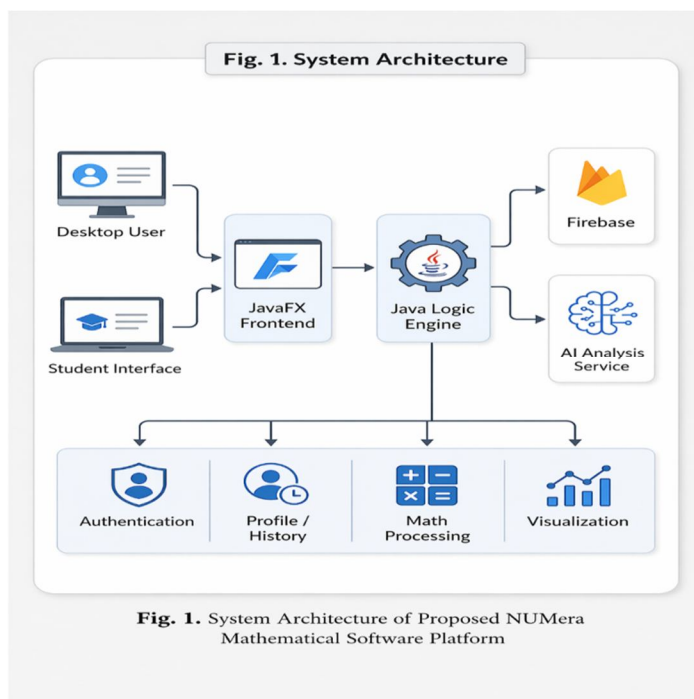 Fig. 1. System Architecture
Desktop User
Student Interface
JavaFX
Frontend
Java Logic
Engine
Firebase
AI Analysis
Service
Authentication
Profile /
History
Math
Processing
Visualization
Fig. 1. System Architecture of Proposed NUMera
Mathematical Software Platform